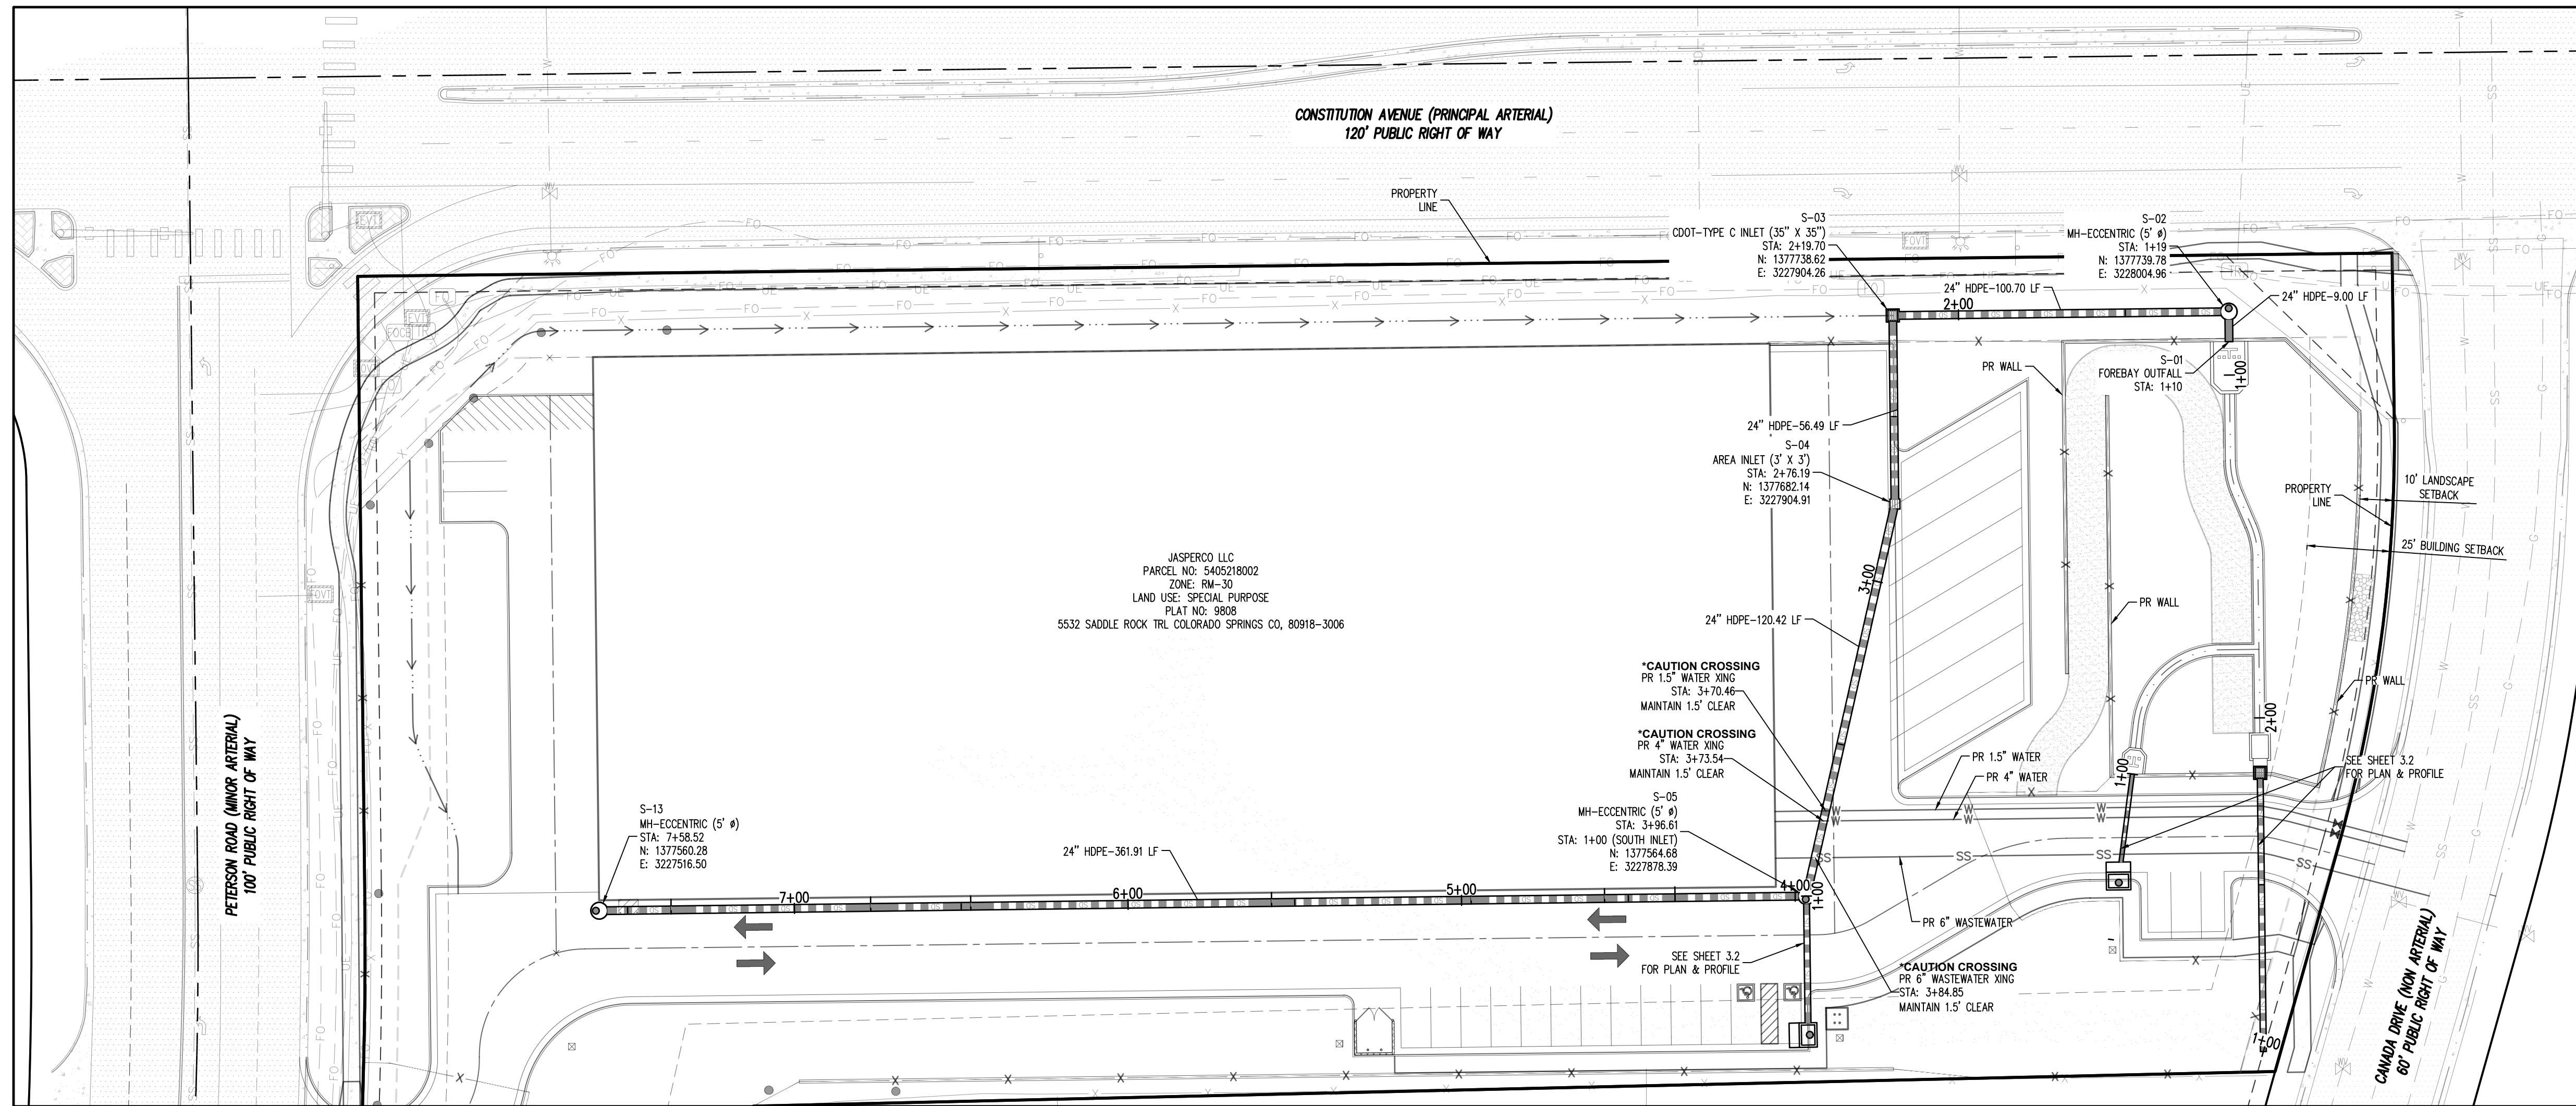 CONSTITUTION AVENUE (PRINCIPAL ARTERIAL)
120' PUBLIC RIGHT OF WAY
PROPERTY
LINE
S-03
CDOT-TYPE C INLET (35" X 35")
STA: 2+19.70
N: 1377738.62
E: 3227904.26
S-02
MH-ECCENTRIC (5' ø)
STA: 1+19
N: 1377739.78
E: 3228004.96
24" HDPE-100.70 LF
2+00
24" HDPE-9.00 LF
S-01
FOREBAY OUTFALL
STA: 1+10
1+00
PR WALL
24" HDPE-56.49 LF
S-04
AREA INLET (3' X 3')
STA: 2+76.19
N: 1377682.14
E: 3227904.91
PROPERTY
LINE
10' LANDSCAPE
SETBACK
25' BUILDING SETBACK
JASPERCO LLC
PARCEL NO: 5405218002
ZONE: RM-30
LAND USE: SPECIAL PURPOSE
PLAT NO: 9808
5532 SADDLE ROCK TRL COLORADO SPRINGS CO, 80918-3006
3+00
PR WALL
24" HDPE-120.42 LF
*CAUTION CROSSING
PR 1.5" WATER XING
STA: 3+70.46
MAINTAIN 1.5' CLEAR
*CAUTION CROSSING
PR 4" WATER XING
STA: 3+73.54
MAINTAIN 1.5' CLEAR
PR WALL
2+00
PR 1.5" WATER
PR 4" WATER
1+00
SEE SHEET 3.2
FOR PLAN & PROFILE
PETERSON ROAD (MINOR ARTERIAL)
100' PUBLIC RIGHT OF WAY
S-13
MH-ECCENTRIC (5' ø)
STA: 7+58.52
N: 1377560.28
E: 3227516.50
S-05
MH-ECCENTRIC (5' ø)
STA: 3+96.61
STA: 1+00 (SOUTH INLET)
N: 1377564.68
E: 3227878.39
24" HDPE-361.91 LF
7+00
6+00
5+00
4+00
1+00
PR 6" WASTEWATER
SEE SHEET 3.2
FOR PLAN & PROFILE
*CAUTION CROSSING
PR 6" WASTEWATER XING
STA: 3+84.85
MAINTAIN 1.5' CLEAR
1+00
CANADA DRIVE (NON ARTERIAL)
60' PUBLIC RIGHT OF WAY